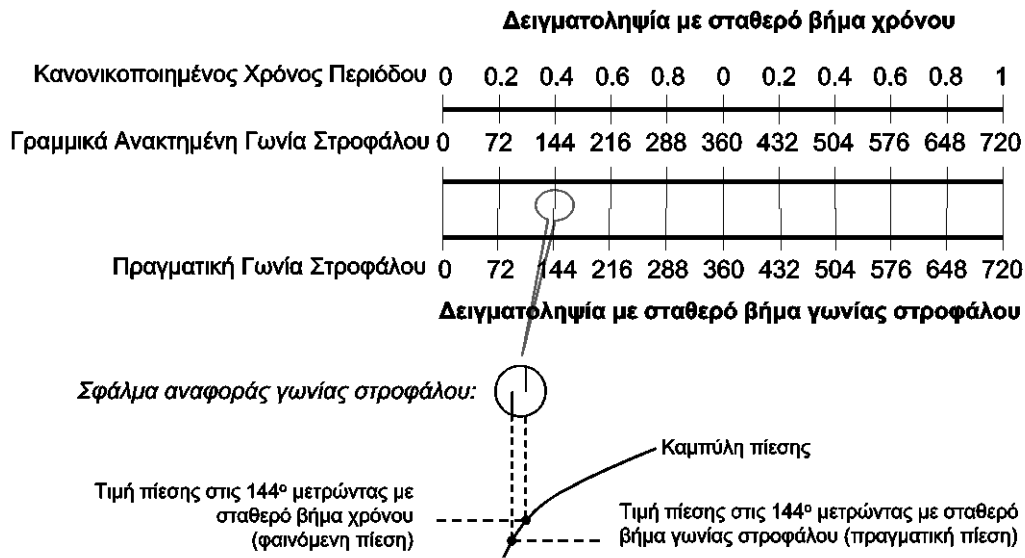 Δειγματοληψία με σταθερό βήμα χρόνου
Κανονικοποιημένος Χρόνος Περιόδου 0 0.2 0.4 0.6 0.8 0 0.2 0.4 0.6 0.8 1
Γραμμικά Ανακτημένη Γωνία Στροφάλου 0 72 144 216 288 360 432 504 576 648 720
Πραγματική Γωνία Στροφάλου 0 72 144 216 288 360 432 504 576 648 720
Δειγματοληψία με σταθερό βήμα γωνίας στροφάλου
Σφάλμα αναφοράς γωνίας στροφάλου:
Καμπύλη πίεσης
Τιμή πίεσης στις 144º μετρώντας με
σταθερό βήμα χρόνου
(φαινόμενη πίεση)
Τιμή πίεσης στις 144º μετρώντας με σταθερό
βήμα γωνίας στροφάλου (πραγματική πίεση)